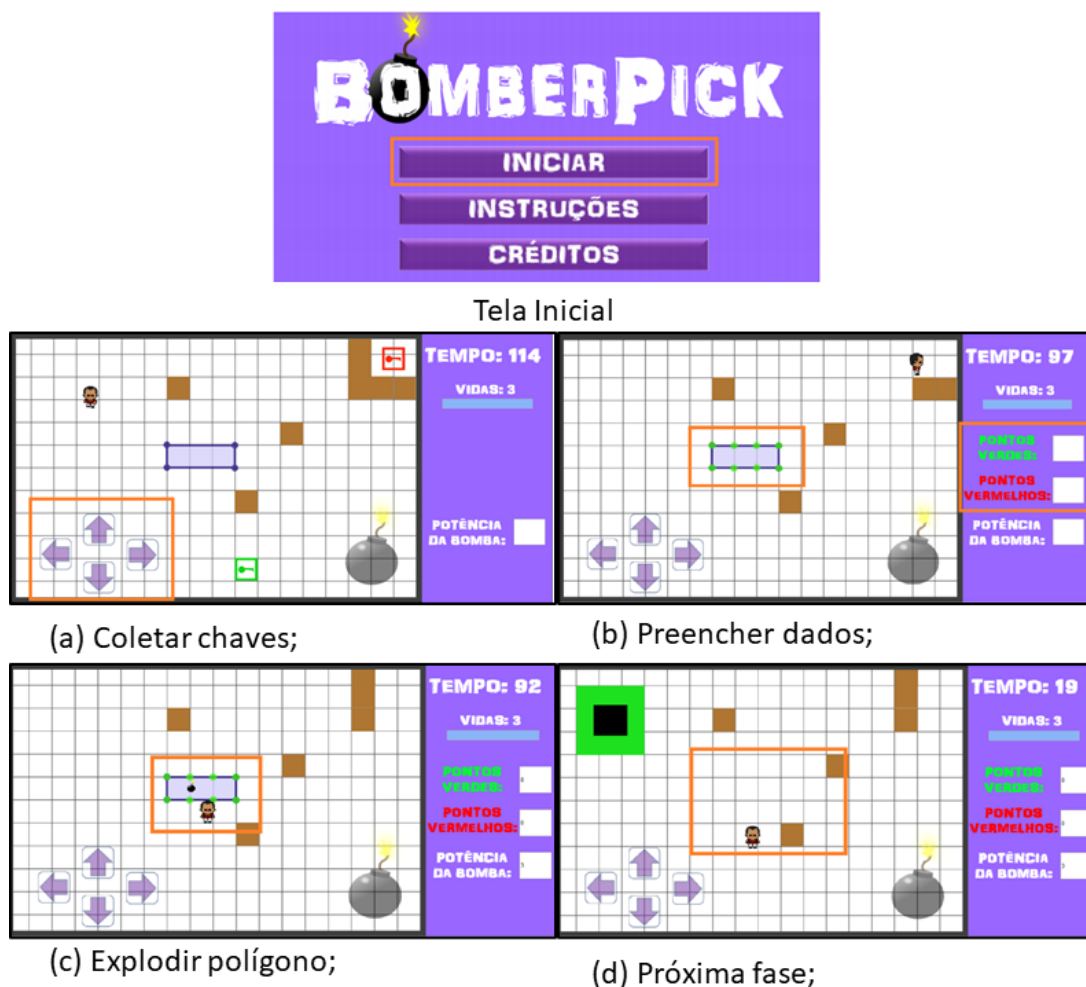 BOMBERPICK
INICIAR
INSTRUÇÕES
CRÉDITOS
Tela Inicial
TEMPO: 114
VIDAS: 3
POTÊNCIA
DA BOMBA:
(a) Coletar chaves;
TEMPO: 97
VIDAS: 3
PONTOS
VERDES:
PONTOS
VERMELHOS:
POTÊNCIA
DA BOMBA:
(b) Preencher dados;
TEMPO: 92
VIDAS: 3
PONTOS
VERDES:
PONTOS
VERMELHOS:
POTÊNCIA
DA BOMBA:
(c) Explodir polígono;
TEMPO: 19
VIDAS: 3
PONTOS
VERDES:
PONTOS
VERMELHOS:
POTÊNCIA
DA BOMBA:
(d) Próxima fase;